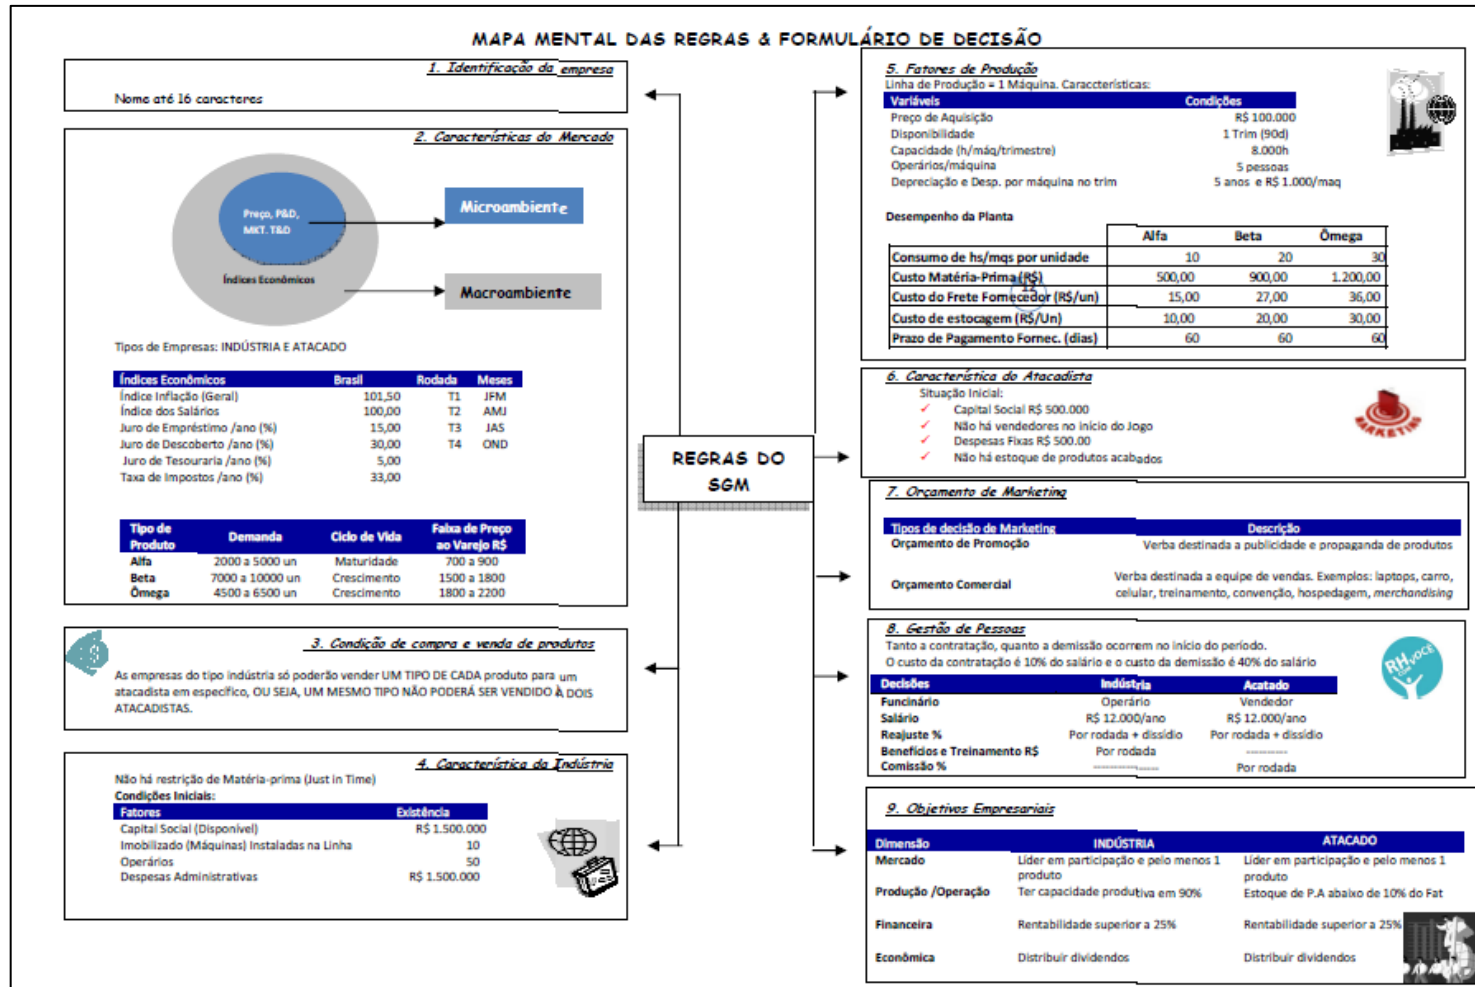 MAPA MENTAL DAS REGRAS & FORMULÁRIO DE DECISÃO
1. Identificação da empresa
Nome até 16 caracteres
2. Características do Mercado
Preço, P&D,
MKT. T&D
Índices Econômicos
Microambiente
Macroambiente
Tipos de Empresas: INDÚSTRIA E ATACADO
Índices Econômicos Brasil Rodada Meses
Índice Inflação (Geral) 101,50 T1 JFM
Índice dos Salários 100,00 T2 AMJ
Juro de Empréstimo /ano (%) 15,00 T3 JAS
Juro de Descoberto /ano (%) 30,00 T4 OND
Juro de Tesouraria /ano (%) 5,00
Taxa de Impostos /ano (%) 33,00
Tipo de Produto Demanda Ciclo de Vida Faixa de Preço ao Varejo R$
Alfa 2000 a 5000 un Maturidade 700 a 900
Beta 7000 a 10000 un Crescimento 1500 a 1800
Ômega 4500 a 6500 un Crescimento 1800 a 2200
3. Condição de compra e venda de produtos
As empresas do tipo indústria só poderão vender UM TIPO DE CADA produto para um
atacadista em específico, OU SEJA, UM MESMO TIPO NÃO PODERÁ SER VENDIDO À DOIS
ATACADISTAS.
4. Característica da Indústria
Não há restrição de Matéria-prima (Just in Time)
Condições Iniciais:
Fatores Existência
Capital Social (Disponível) R$ 1.500.000
Imobilizado (Máquinas) Instaladas na Linha 10
Operários 50
Despesas Administrativas R$ 1.500.000
REGRAS DO
SGM
5. Fatores de Produção
Linha de Produção = 1 Máquina. Caraccterísticas:
Variáveis Condições
Preço de Aquisição R$ 100.000
Disponibilidade 1 Trim (90d)
Capacidade (h/máq/trimestre) 8.000h
Operários/máquina 5 pessoas
Depreciação e Desp. por máquina no trim 5 anos e R$ 1.000/maq
Desempenho da Planta
Alfa Beta Ômega
Consumo de hs/mqs por unidade 10 20 30
Custo Matéria-Prima (R$) 500,00 900,00 1.200,00
12
Custo do Frete Fornecedor (R$/un) 15,00 27,00 36,00
Custo de estocagem (R$/Un) 10,00 20,00 30,00
Prazo de Pagamento Fornec. (dias) 60 60 60
6. Característica do Atacadista
Situação Inicial:
✓ Capital Social R$ 500.000
✓ Não há vendedores no início do Jogo
✓ Despesas Fixas R$ 500.00
✓ Não há estoque de produtos acabados
MARKETING
7. Orçamento de Marketing
Tipos de decisão de Marketing Descrição
Orçamento de Promoção Verba destinada a publicidade e propaganda de produtos
Orçamento Comercial Verba destinada a equipe de vendas. Exemplos: laptops, carro,
celular, treinamento, convenção, hospedagem, merchandising
8. Gestão de Pessoas
Tanto a contratação, quanto a demissão ocorrem no início do período.
O custo da contratação é 10% do salário e o custo da demissão é 40% do salário
RH COM VOCE
Decisões Indústria Acatado
Funcinário Operário Vendedor
Salário R$ 12.000/ano R$ 12.000/ano
Reajuste % Por rodada + dissídio Por rodada + dissídio
Benefícios e Treinamento R$ Por rodada ----------
Comissão % --------------- Por rodada
9. Objetivos Empresariais
Dimensão INDÚSTRIA ATACADO
Mercado Líder em participação e pelo menos 1 produto Líder em participação e pelo menos 1 produto
Produção /Operação Ter capacidade produtiva em 90% Estoque de P.A abaixo de 10% do Fat
Financeira Rentabilidade superior a 25% Rentabilidade superior a 25%
Econômica Distribuir dividendos Distribuir dividendos